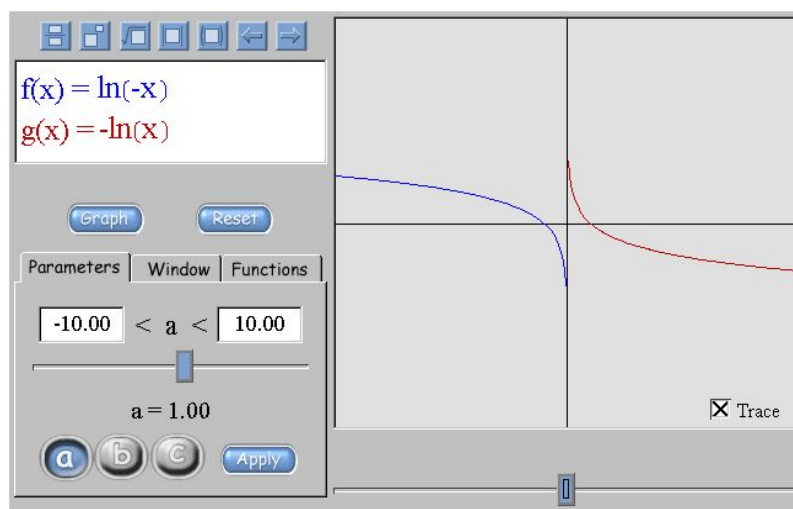 f(x) = ln(-x)
g(x) = -ln(x)
Graph Reset
Parameters Window Functions
-10.00 < a < 10.00
a = 1.00
a b c Apply
Trace